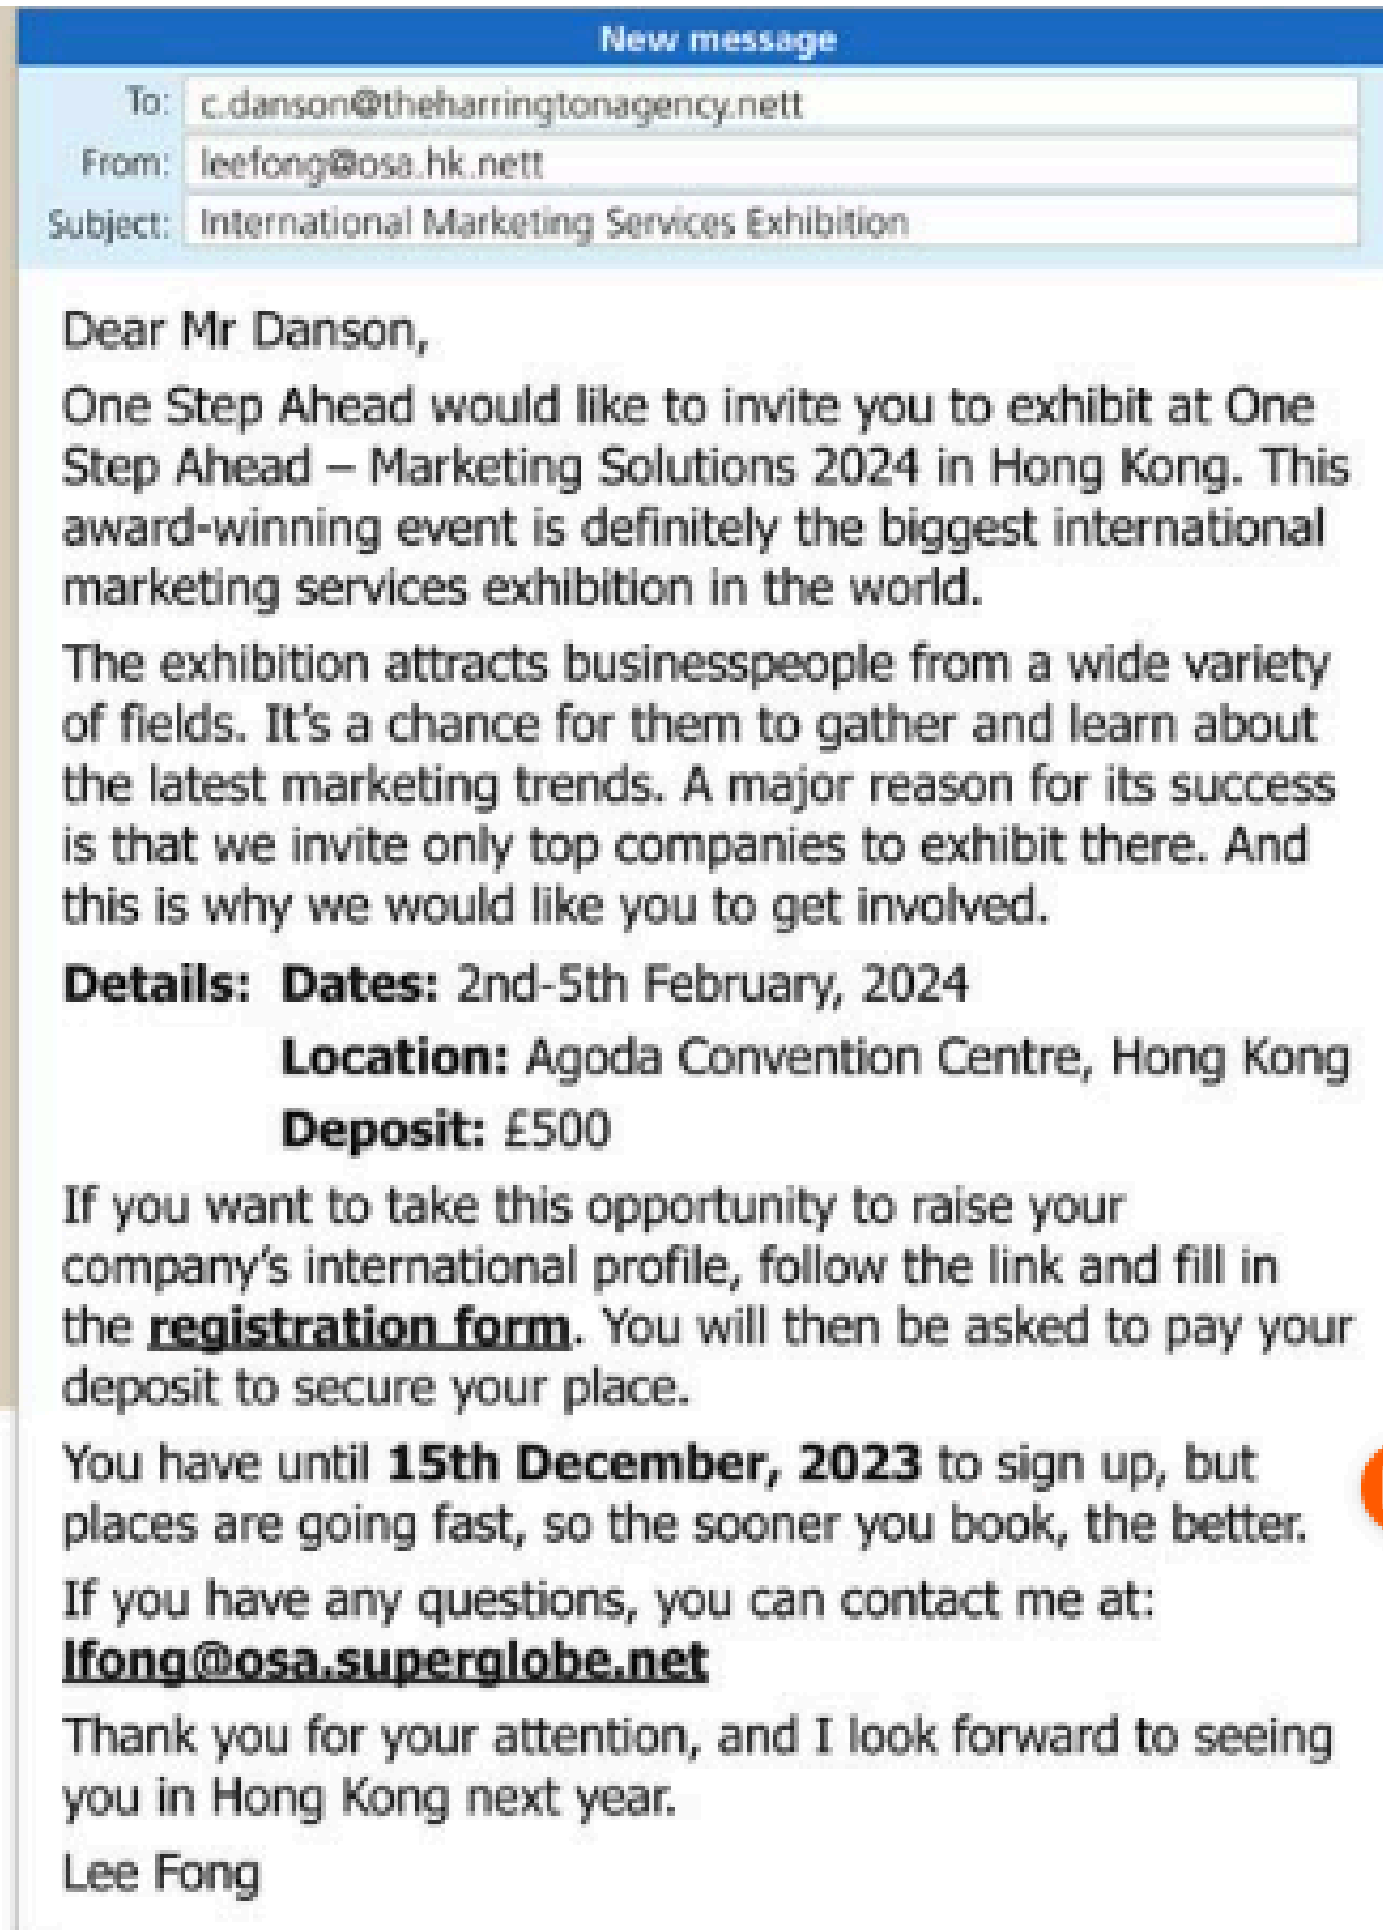 New message
To: c.danson@theharringtonagency.nett
From: leefong@osa.hk.nett
Subject: International Marketing Services Exhibition
Dear Mr Danson,
One Step Ahead would like to invite you to exhibit at One
Step Ahead – Marketing Solutions 2024 in Hong Kong. This
award-winning event is definitely the biggest international
marketing services exhibition in the world.
The exhibition attracts businesspeople from a wide variety
of fields. It's a chance for them to gather and learn about
the latest marketing trends. A major reason for its success
is that we invite only top companies to exhibit there. And
this is why we would like you to get involved.
Details: Dates: 2nd-5th February, 2024
Location: Agoda Convention Centre, Hong Kong
Deposit: £500
If you want to take this opportunity to raise your
company's international profile, follow the link and fill in
the registration form. You will then be asked to pay your
deposit to secure your place.
You have until 15th December, 2023 to sign up, but
places are going fast, so the sooner you book, the better.
If you have any questions, you can contact me at:
lfong@osa.superglobe.net
Thank you for your attention, and I look forward to seeing
you in Hong Kong next year.
Lee Fong